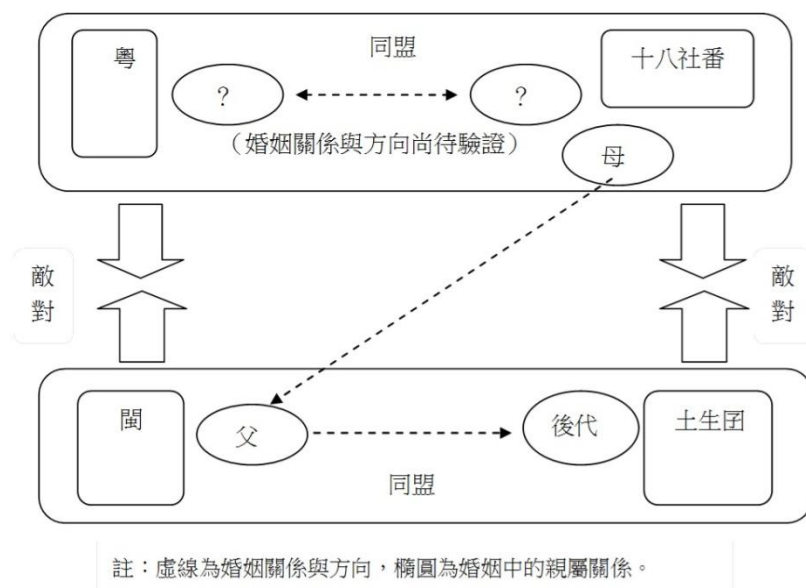 同盟
粵
十八社番
?
?
(婚姻關係與方向尚待驗證)
母
敵對
敵對
閩
父
後代
土生囝
同盟
註:虛線為婚姻關係與方向,橢圓為婚姻中的親屬關係。